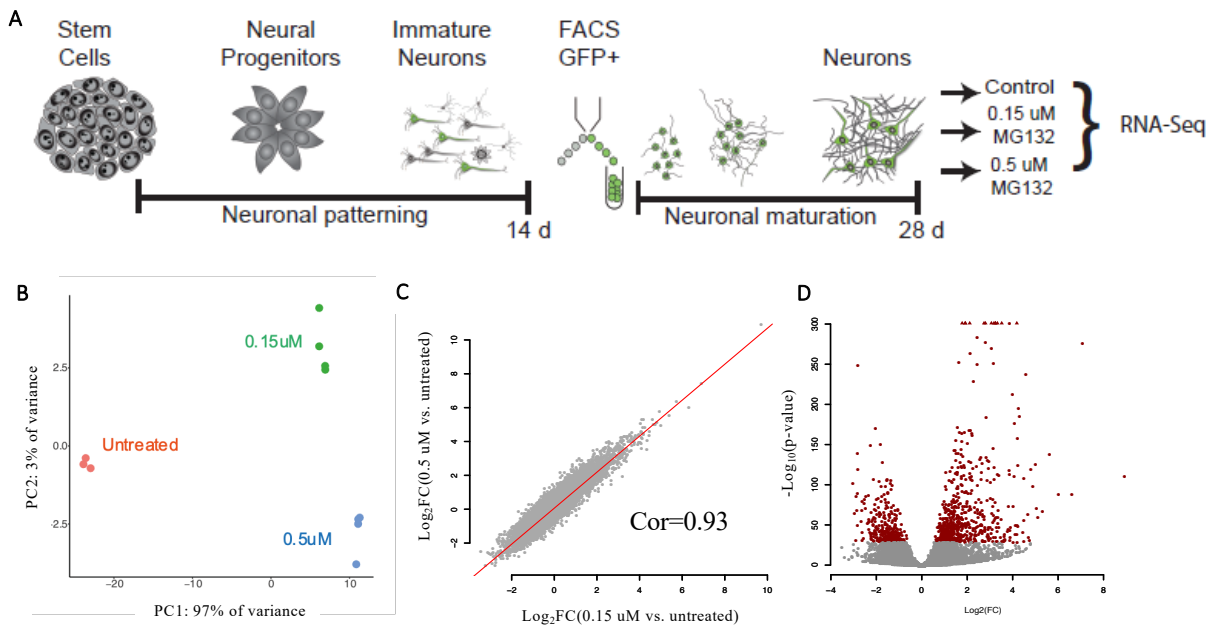 A
Stem
Cells
Neural
Progenitors
Immature
Neurons
FACS
GFP+
Neurons
Control
0.15 uM
MG132
0.5 uM
MG132
RNA-Seq
Neuronal patterning
14 d
Neuronal maturation
28 d
B
PC2: 3% of variance
2.5
0.0
2.5
0.15uM
Untreated
0.5uM
−20
−10
0
10
PC1: 97% of variance
C
Log2FC(0.5 uM vs. untreated)
10
8
6
4
2
0
−2
Cor=0.93
−2
0
2
4
6
8
10
Log2FC(0.15 uM vs. untreated)
D
-Log10(p-value)
300
250
200
150
100
50
0
−4
−2
0
2
4
6
8
Log2(FC)